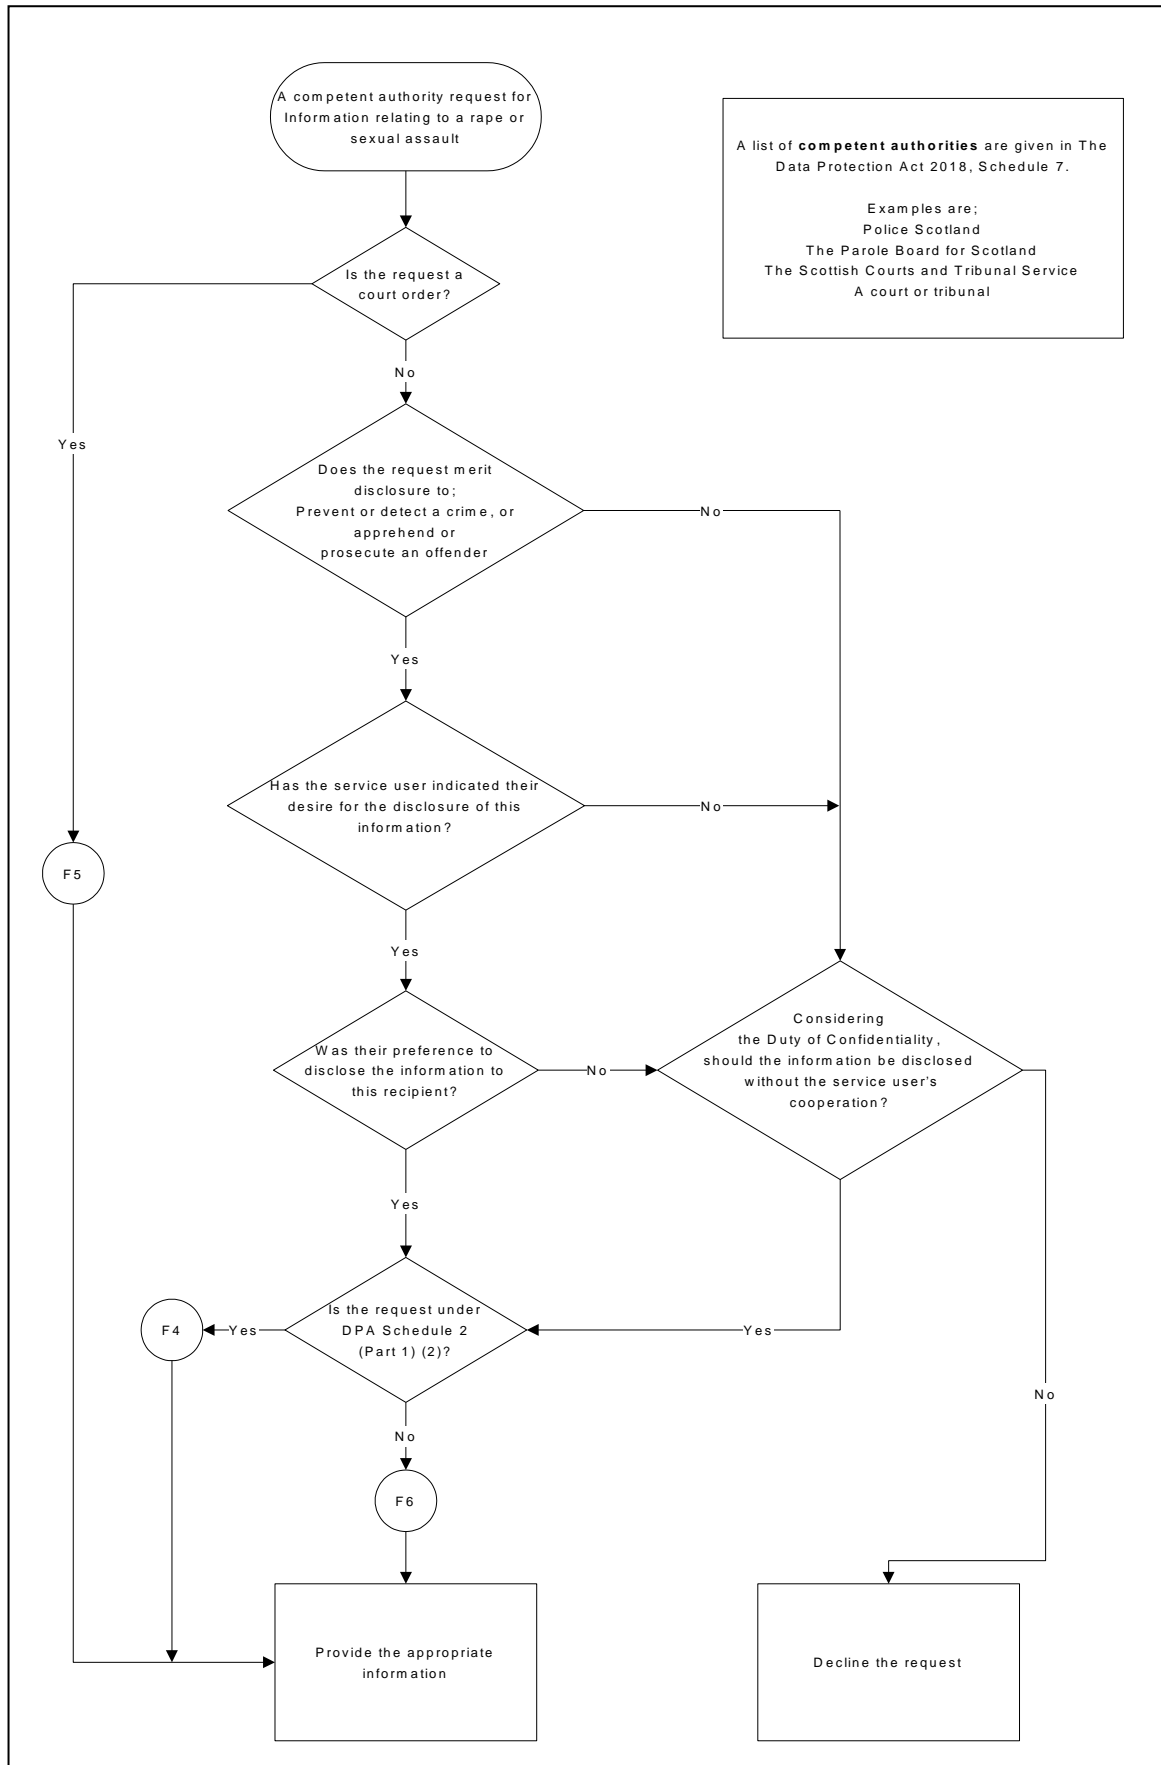 A competent authority request for
Information relating to a rape or
sexual assault
A list of competent authorities are given in The
Data Protection Act 2018, Schedule 7.
Examples are;
Police Scotland
The Parole Board for Scotland
The Scottish Courts and Tribunal Service
A court or tribunal
Is the request a
court order?
No
Yes
Does the request merit
disclosure to;
Prevent or detect a crime, or
apprehend or
prosecute an offender
No
Yes
Has the service user indicated their
desire for the disclosure of this
information?
No
F5
Yes
Was their preference to
disclose the information to
this recipient?
No
Considering
the Duty of Confidentiality,
should the information be disclosed
without the service user's
cooperation?
Yes
Is the request under
DPA Schedule 2
(Part 1) (2)?
Yes
F4
Yes
No
No
F6
Provide the appropriate
information
Decline the request